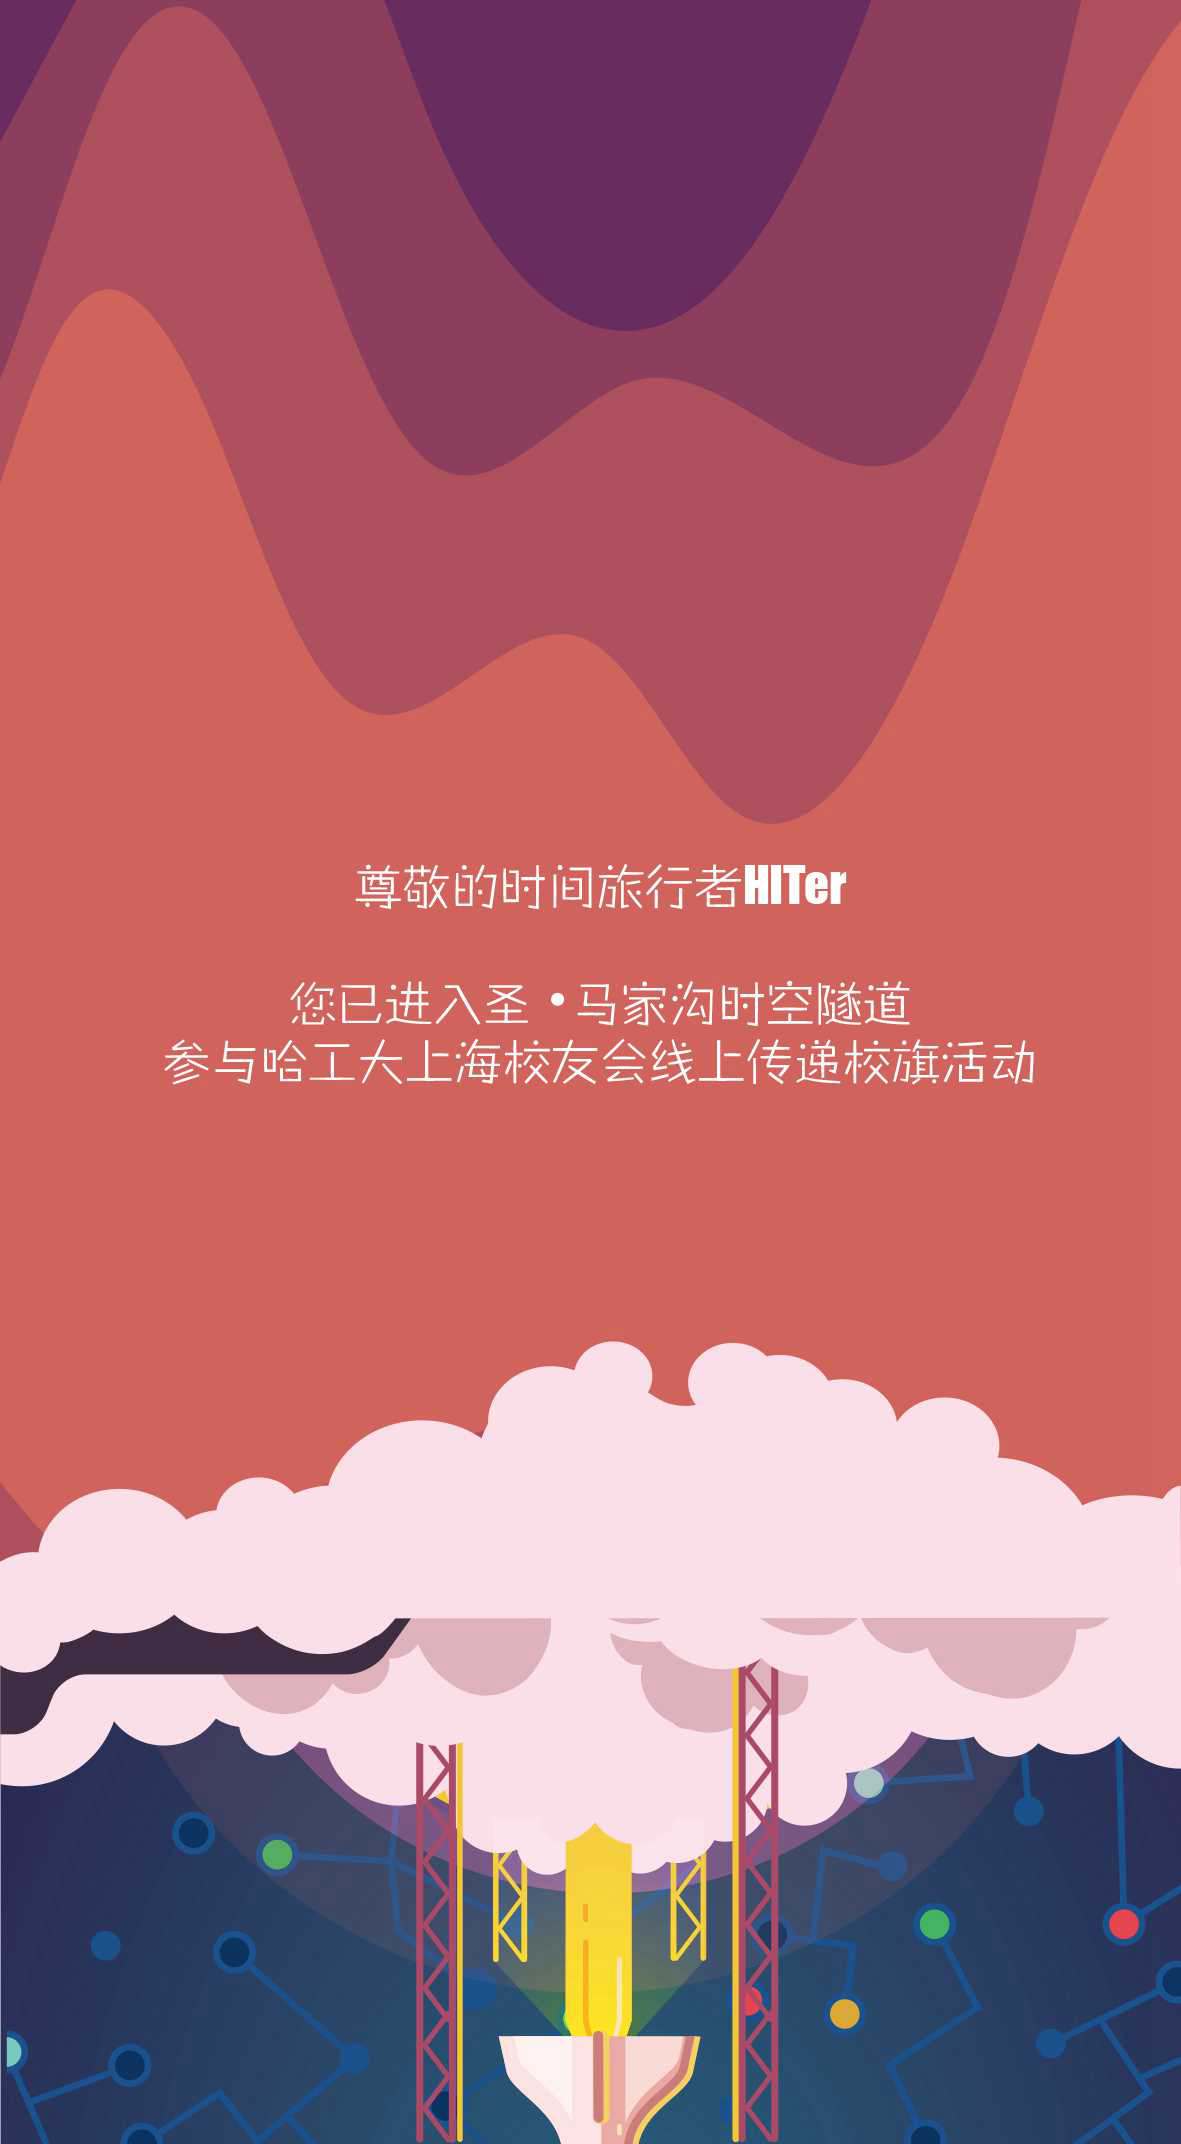 尊敬的时间旅行者HITer
您已进入圣·马家沟时空隧道
参与哈工大上海校友会线上传递校旗活动